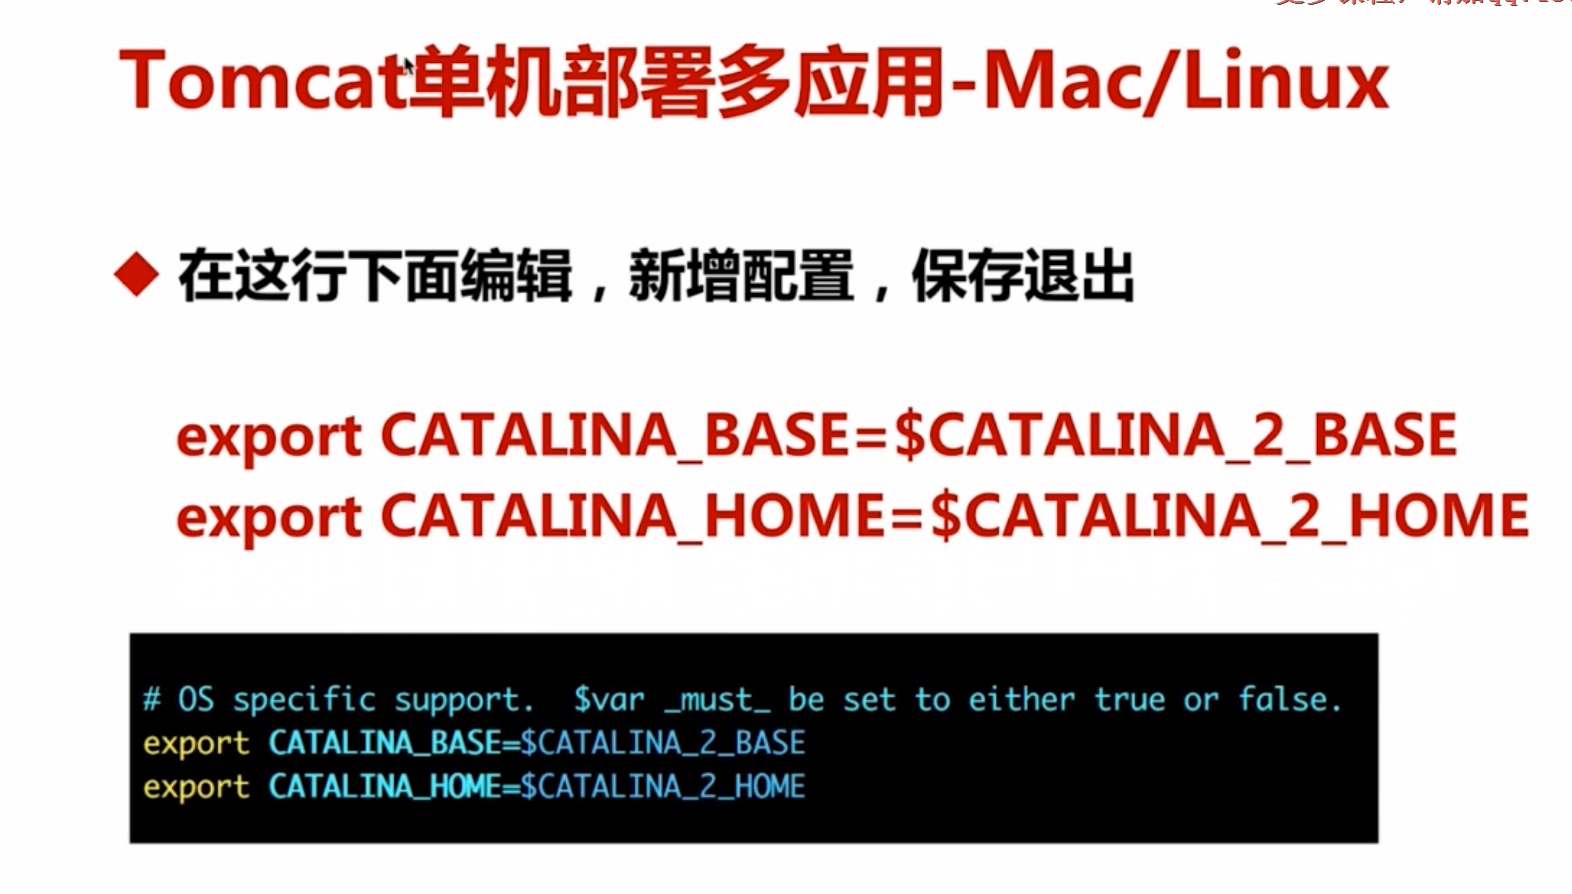 Tomcat单机部署多应用-Mac/Linux
在这行下面编辑，新增配置，保存退出
export CATALINA_BASE=$CATALINA_2_BASE
export CATALINA_HOME=$CATALINA_2_HOME
# OS specific support.  $var _must_ be set to either true or false.
export CATALINA_BASE=$CATALINA_2_BASE
export CATALINA_HOME=$CATALINA_2_HOME